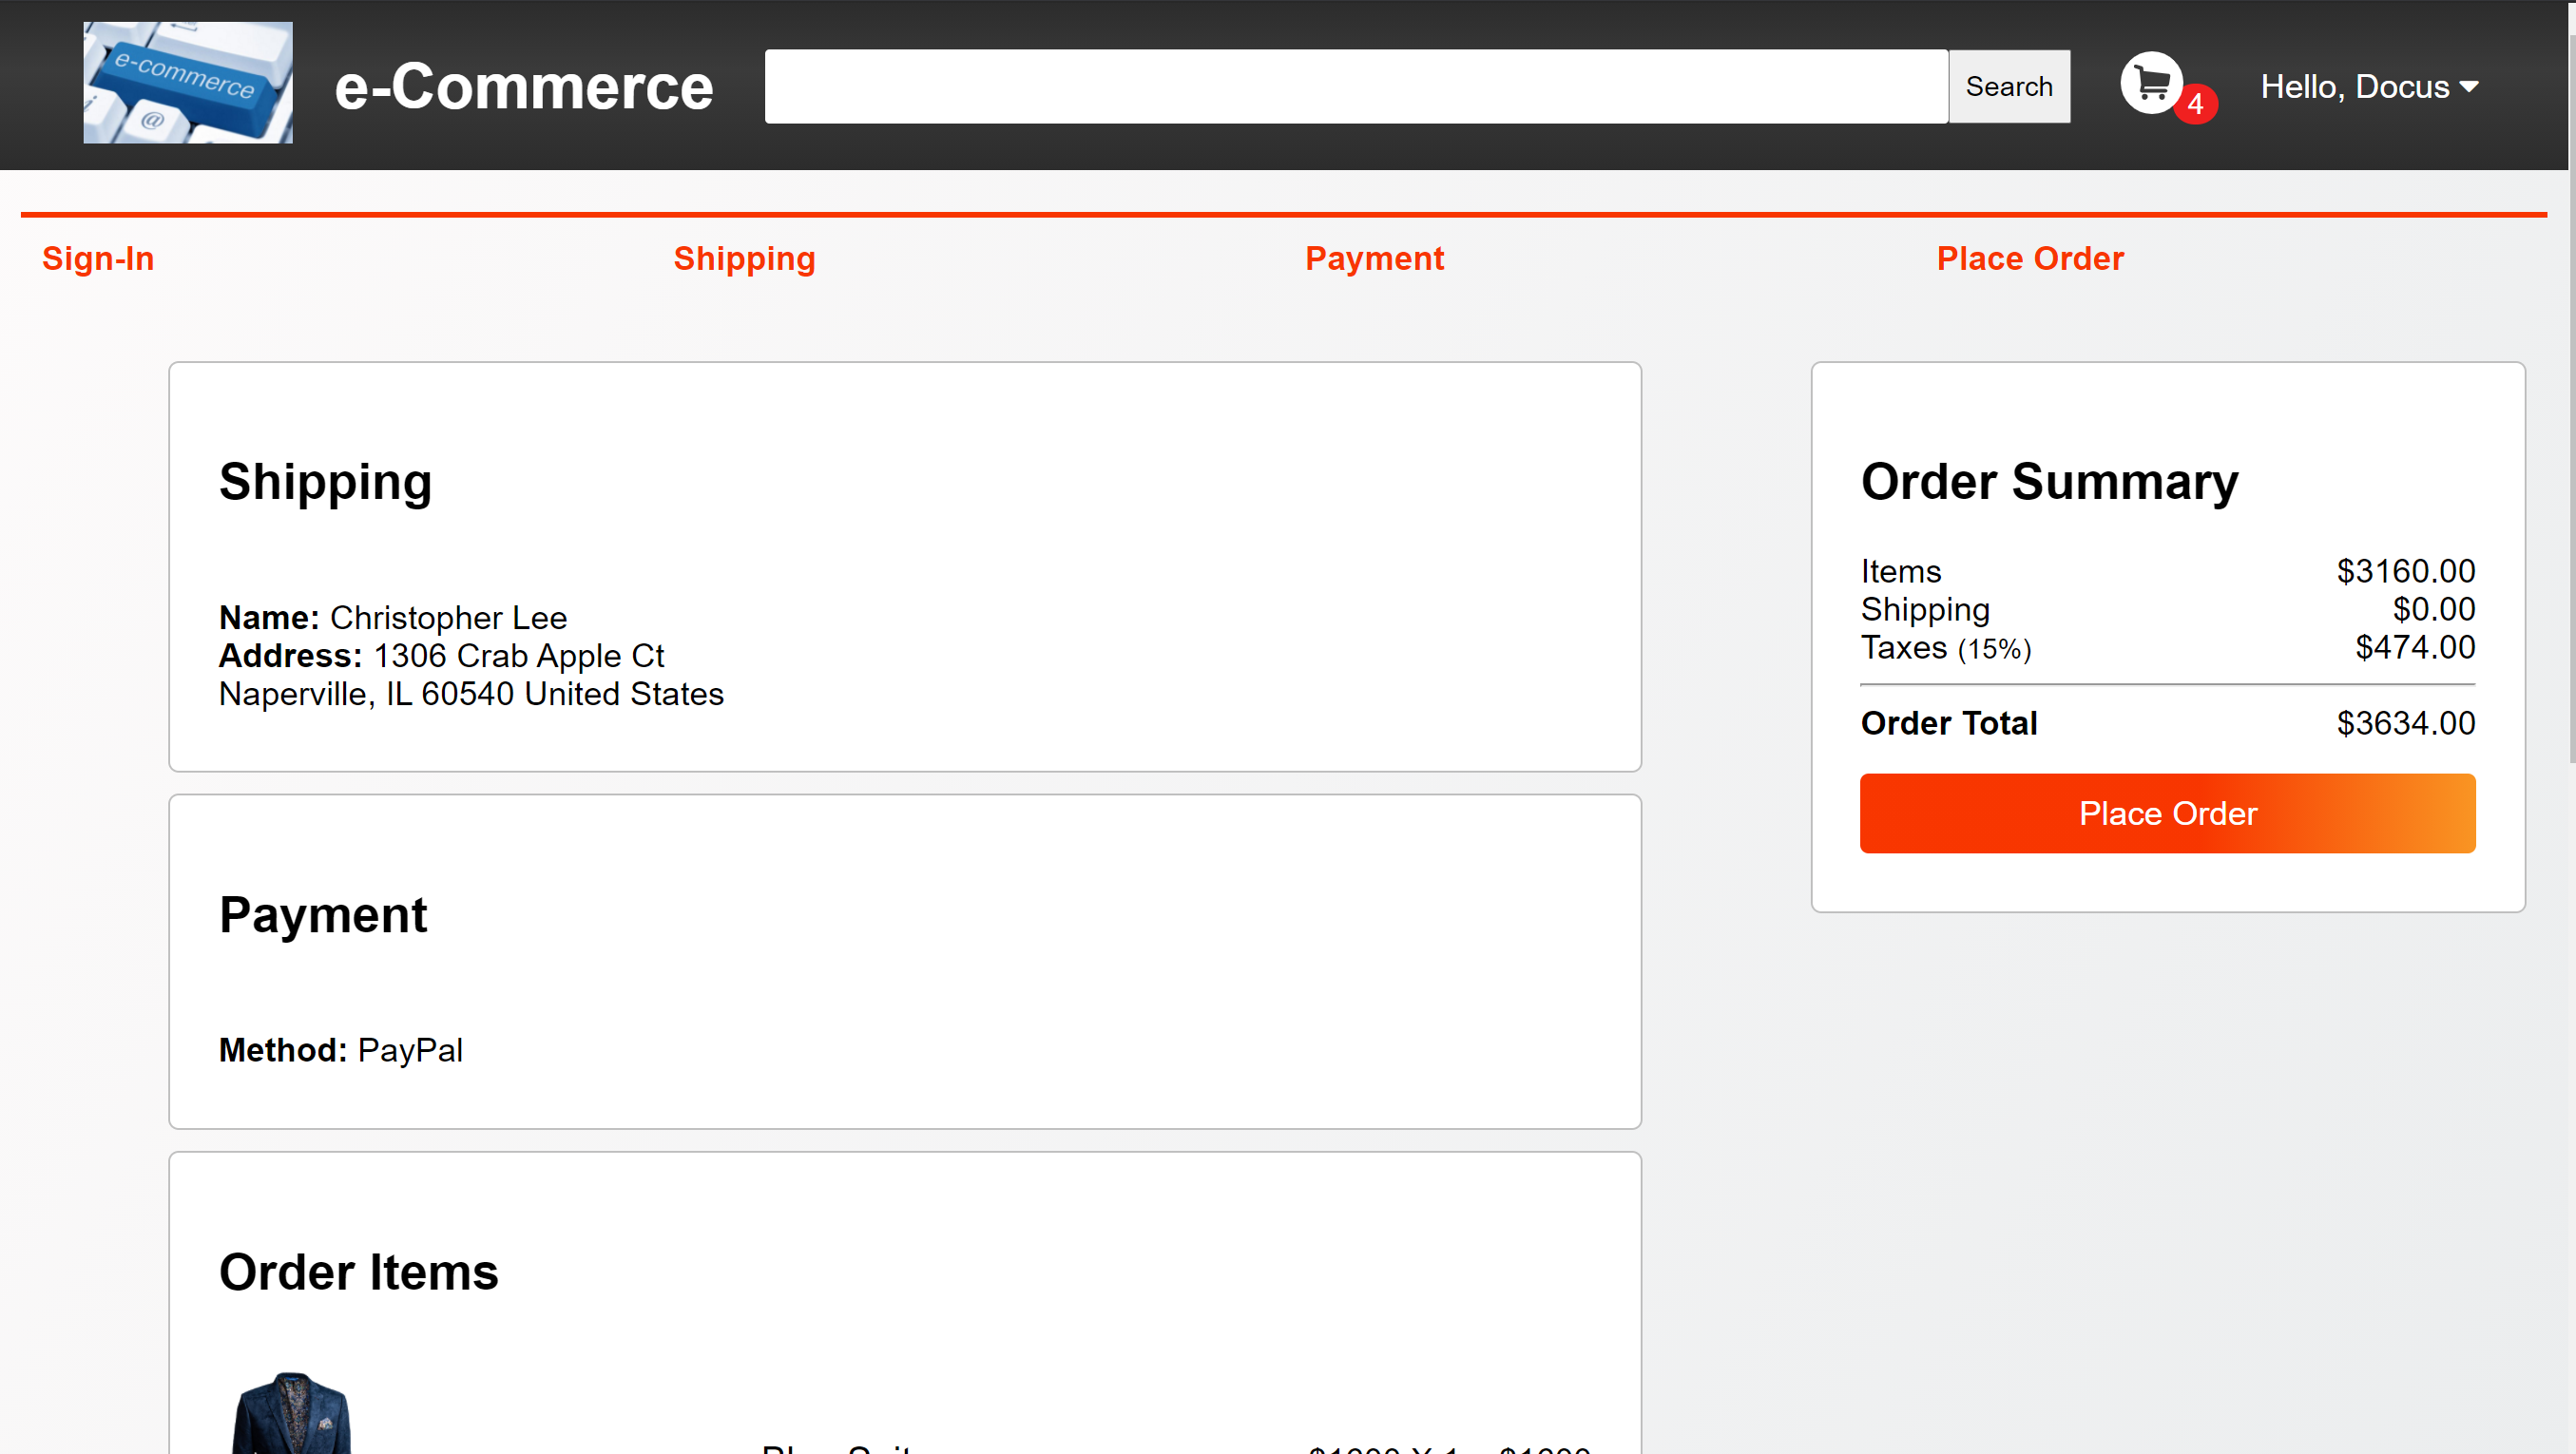 e-commerce
@
e-Commerce
Search
4
Hello, Docus
Sign-In
Shipping
Payment
Place Order
Shipping
Name: Christopher Lee
Address: 1306 Crab Apple Ct
Naperville, IL 60540 United States
Order Summary
Items $3160.00
Shipping $0.00
Taxes (15%) $474.00
Order Total $3634.00
Place Order
Payment
Method: PayPal
Order Items